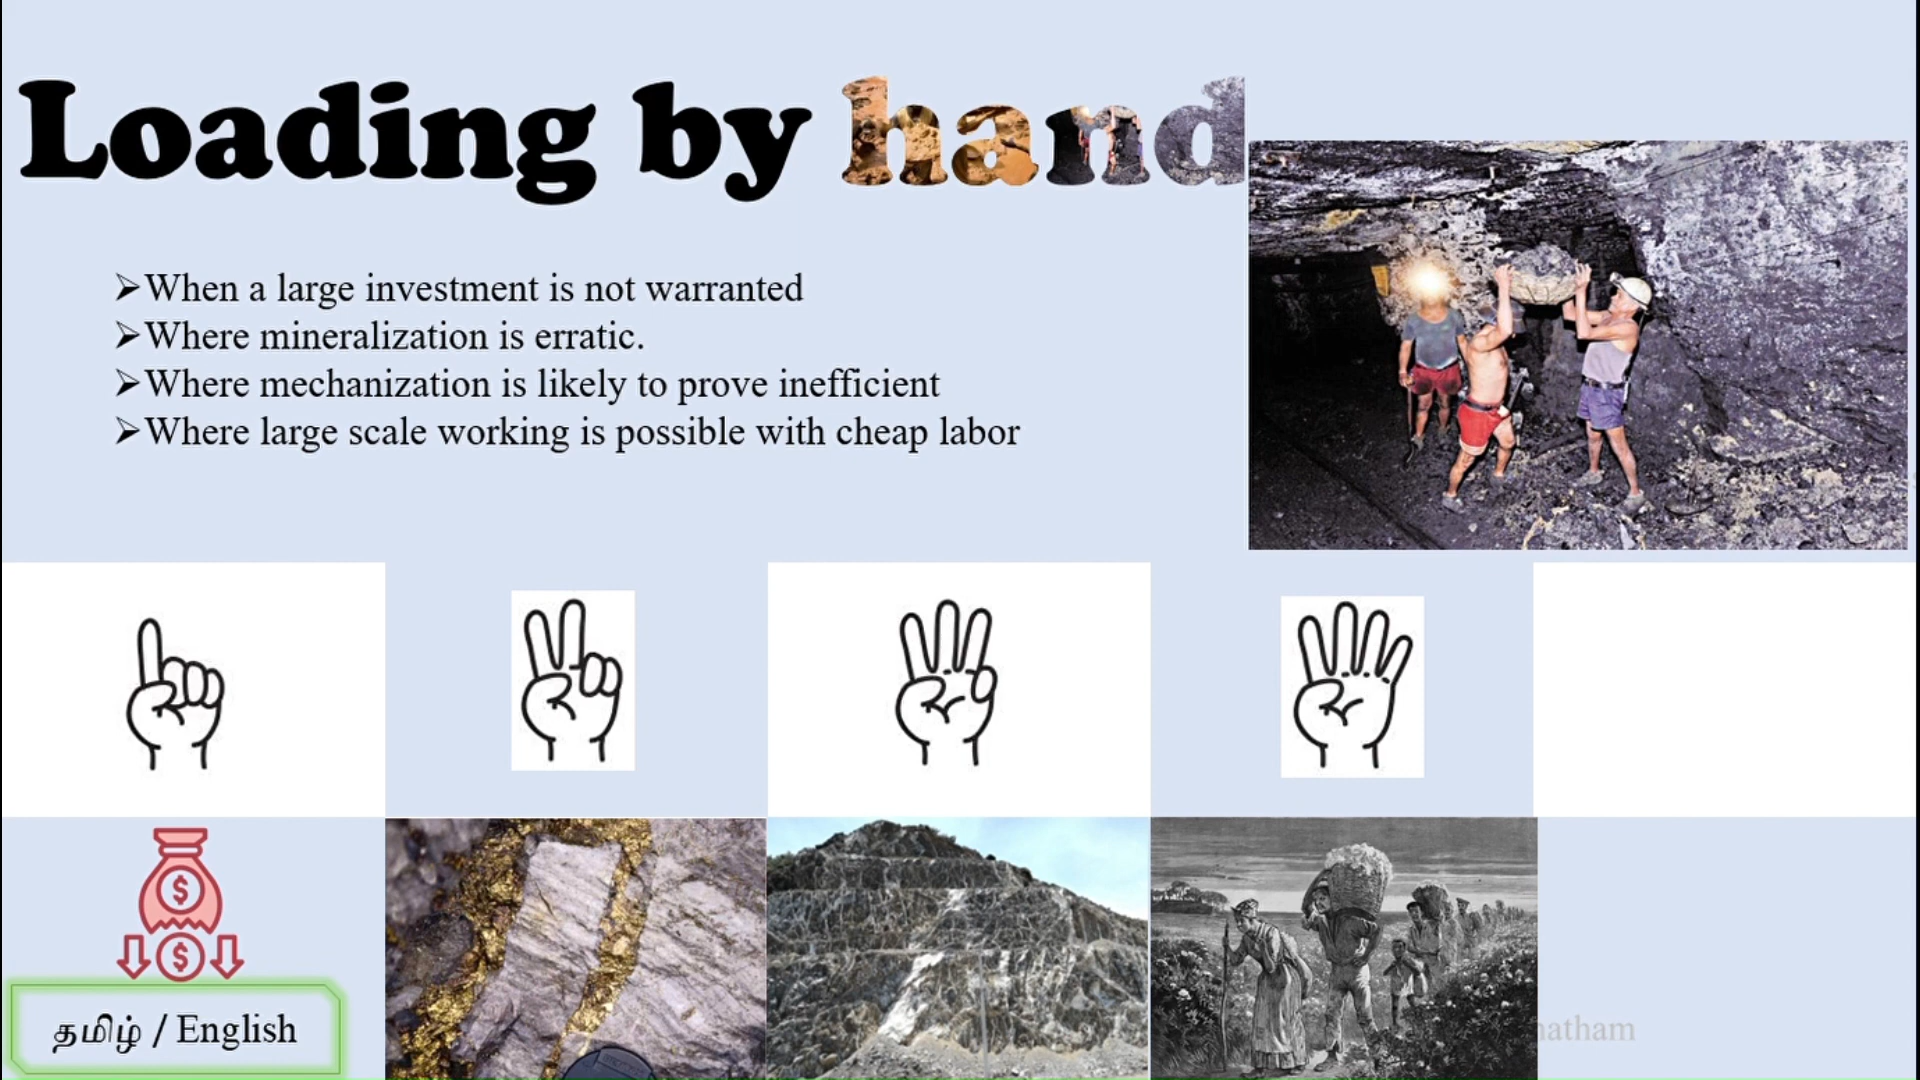 Loading by hand
➢When a large investment is not warranted
➢Where mineralization is erratic.
➢Where mechanization is likely to prove inefficient
➢Where large scale working is possible with cheap labor
$
$
தமிழ் / English